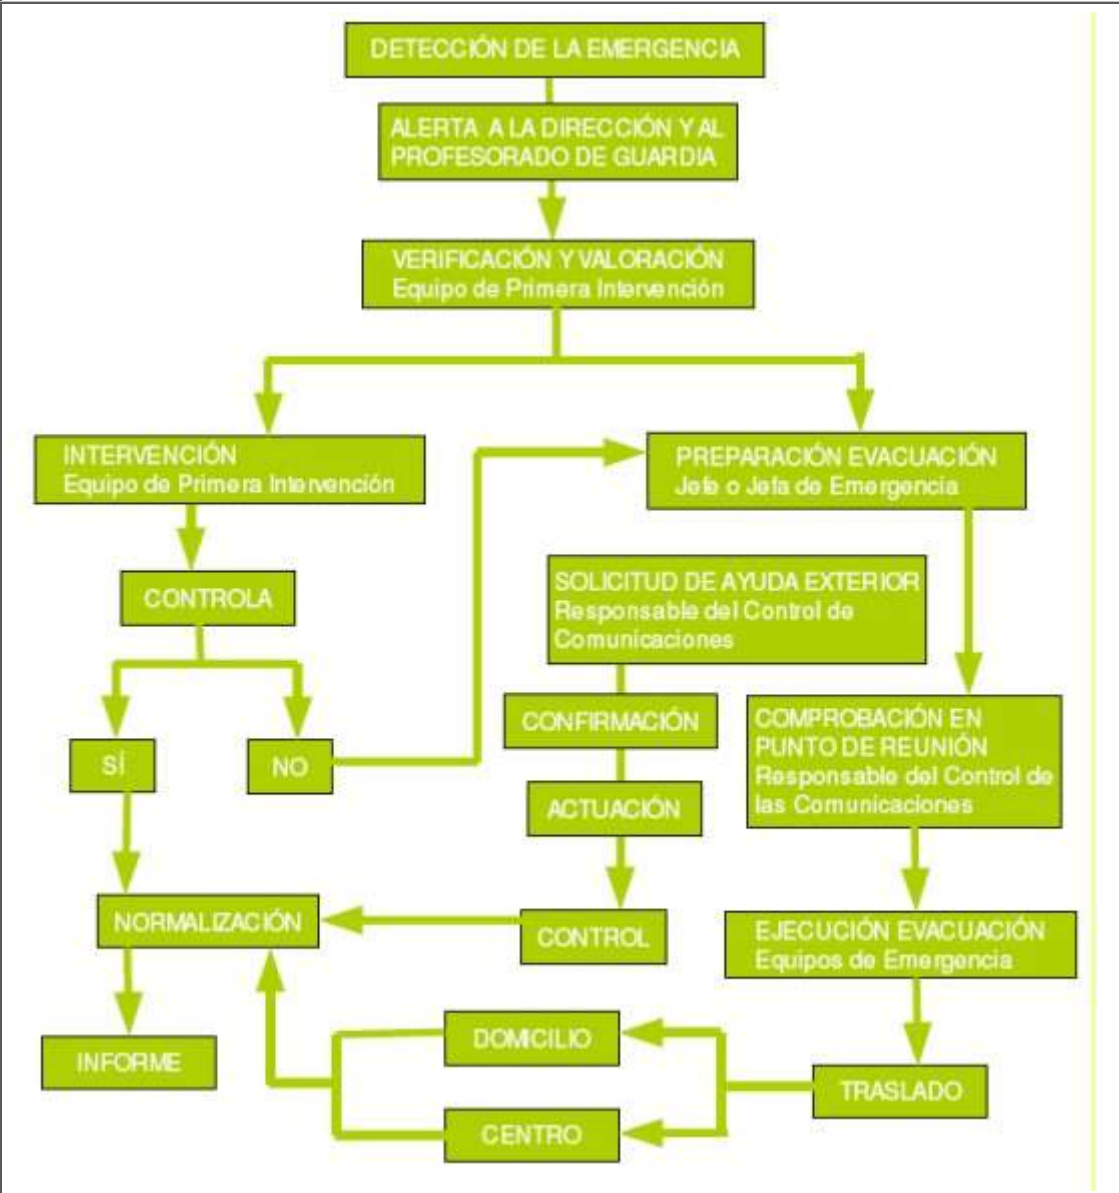 DETECCIÓN DE LA EMERGENCIA
ALERTA A LA DIRECCIÓN Y AL
PROFESORADO DE GUARDIA
VERIFICACIÓN Y VALORACIÓN
Equipo de Primera Intervención
INTERVENCIÓN
Equipo de Primera Intervención
PREPARACIÓN EVACUACIÓN
Jefe o Jefa de Emergencia
CONTROLA
SOLICITUD DE AYUDA EXTERIOR
Responsable del Control de
Comunicaciones
SÍ
NO
CONFIRMACIÓN
COMPROBACIÓN EN
PUNTO DE REUNIÓN
Responsable del Control de
las Comunicaciones
ACTUACIÓN
NORMALIZACIÓN
CONTROL
EJECUCIÓN EVACUACIÓN
Equipos de Emergencia
INFORME
DOMICILIO
TRASLADO
CENTRO